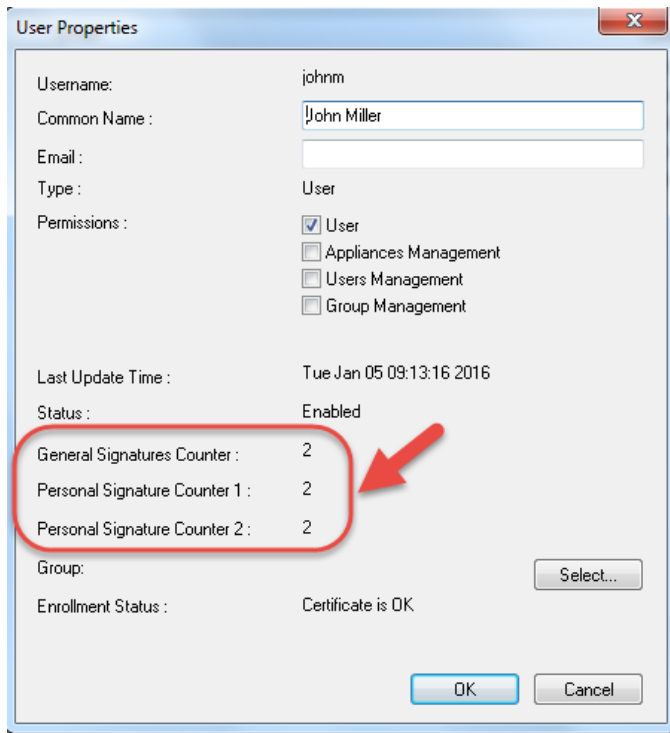 User Properties
Username: johnm
Common Name : John Miller
Email :
Type : User
Permissions : User
Appliances Management
Users Management
Group Management
Last Update Time : Tue Jan 05 09:13:16 2016
Status : Enabled
General Signatures Counter : 2
Personal Signature Counter 1 : 2
Personal Signature Counter 2 : 2
Group: Select...
Enrollment Status : Certificate is OK
OK Cancel